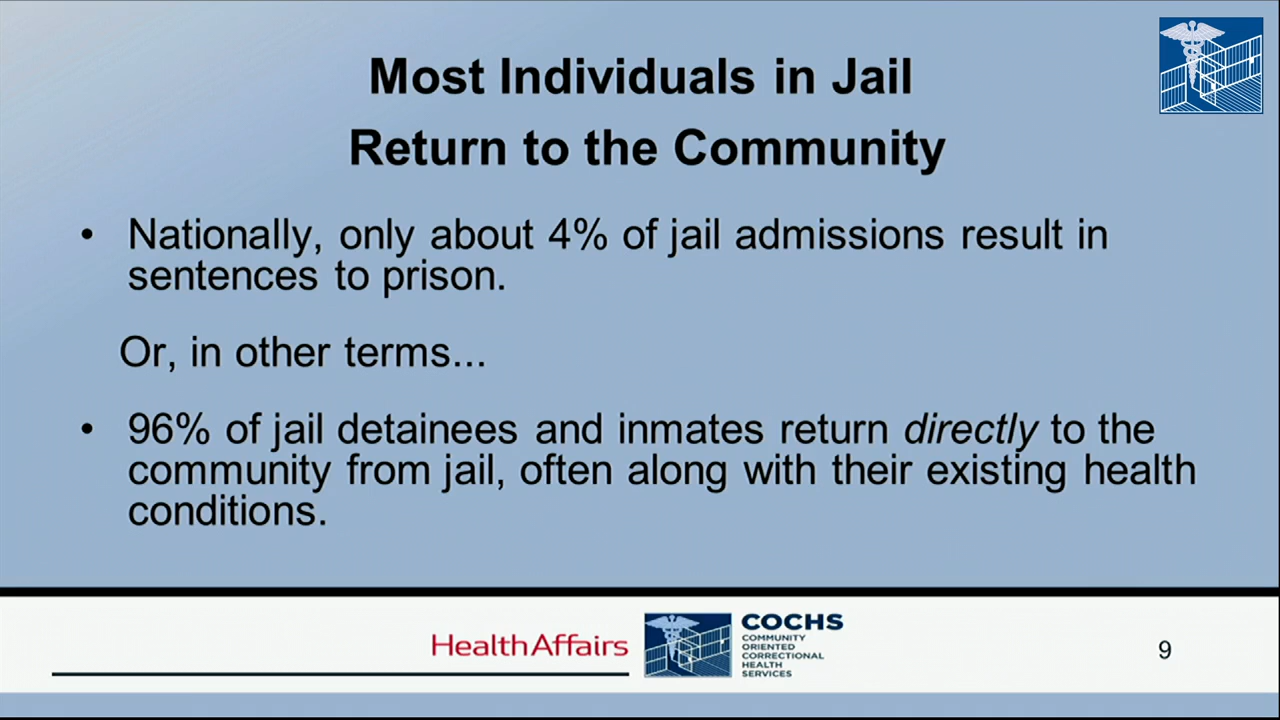 Most Individuals in Jail
Return to the Community
• Nationally, only about 4% of jail admissions result in
sentences to prison.
Or, in other terms...
• 96% of jail detainees and inmates return directly to the
community from jail, often along with their existing health
conditions.
HealthAffairs
COCHS
COMMUNITY
ORIENTED
CORRECTIONAL
HEALTH
SERVICES
9